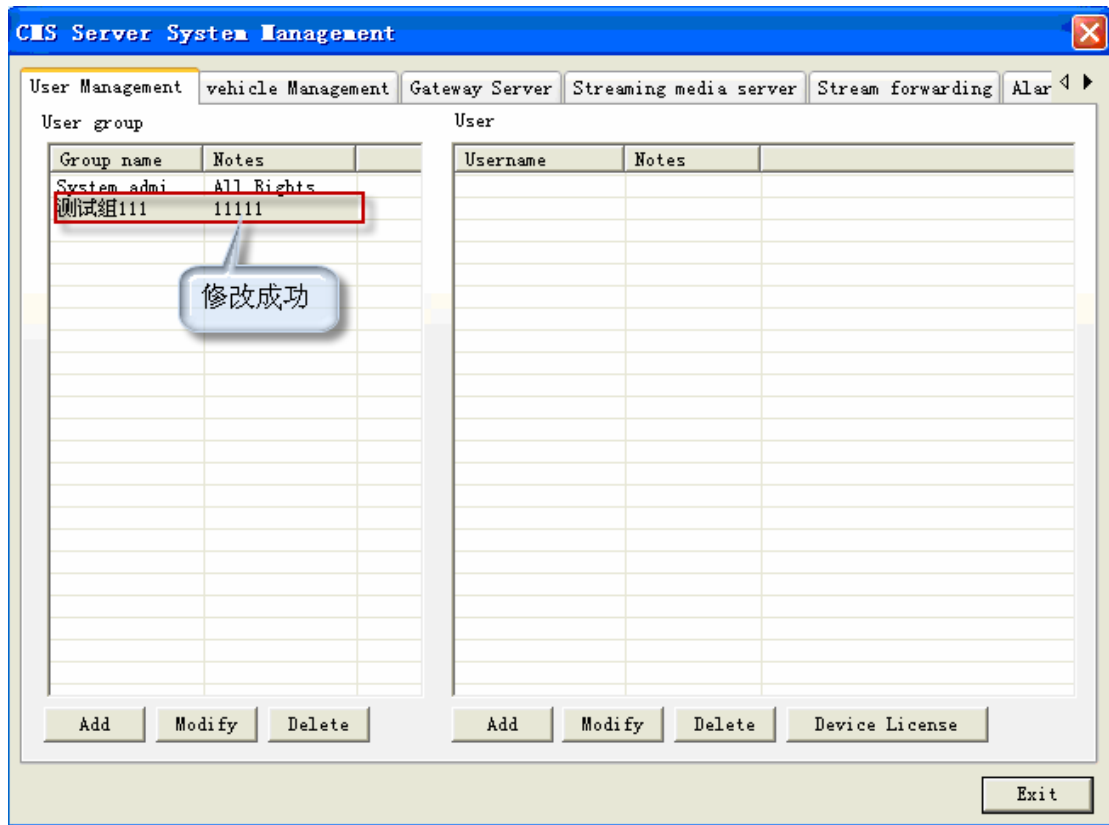 CMS Server System Management
User Management vehicle Management Gateway Server Streaming media server Stream forwarding Alar
User group User
Group name Notes Username Notes
System admi All Rights
测试组111 11111
修改成功
Add Modify Delete Add Modify Delete Device License
Exit